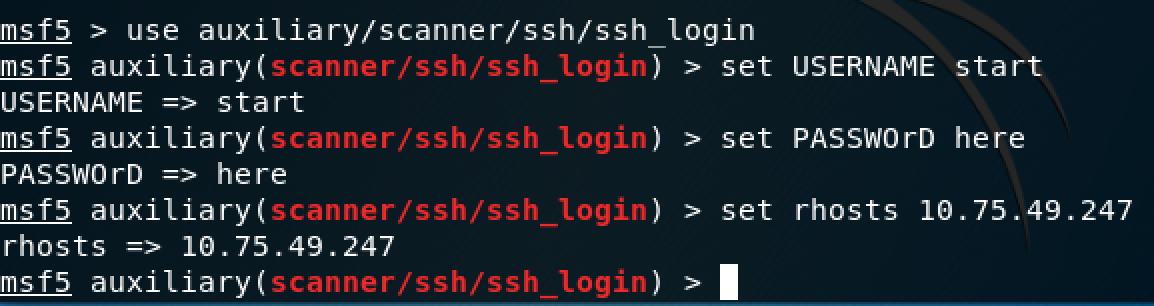 msf5 > use auxiliary/scanner/ssh/ssh_login
msf5 auxiliary(scanner/ssh/ssh_login) > set USERNAME start
USERNAME => start
msf5 auxiliary(scanner/ssh/ssh_login) > set PASSWOrD here
PASSWOrD => here
msf5 auxiliary(scanner/ssh/ssh_login) > set rhosts 10.75.49.247
rhosts => 10.75.49.247
msf5 auxiliary(scanner/ssh/ssh_login) >